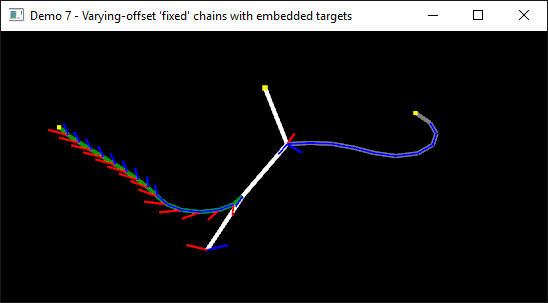 Demo 7 - Varying-offset 'fixed' chains with embedded targets